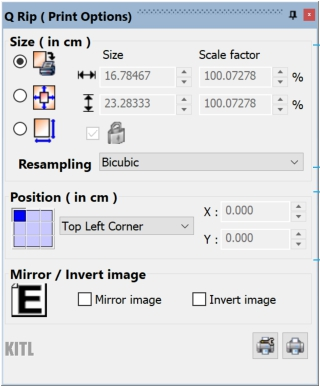 Q Rip ( Print Options)
Size ( in cm )
Size Scale factor
16.78467 100.07278 %
23.28333 100.07278 %
Resampling Bicubic
Position ( in cm )
Top Left Corner
X : 0.000
Y : 0.000
Mirror / Invert image
E Mirror image Invert image
KITL